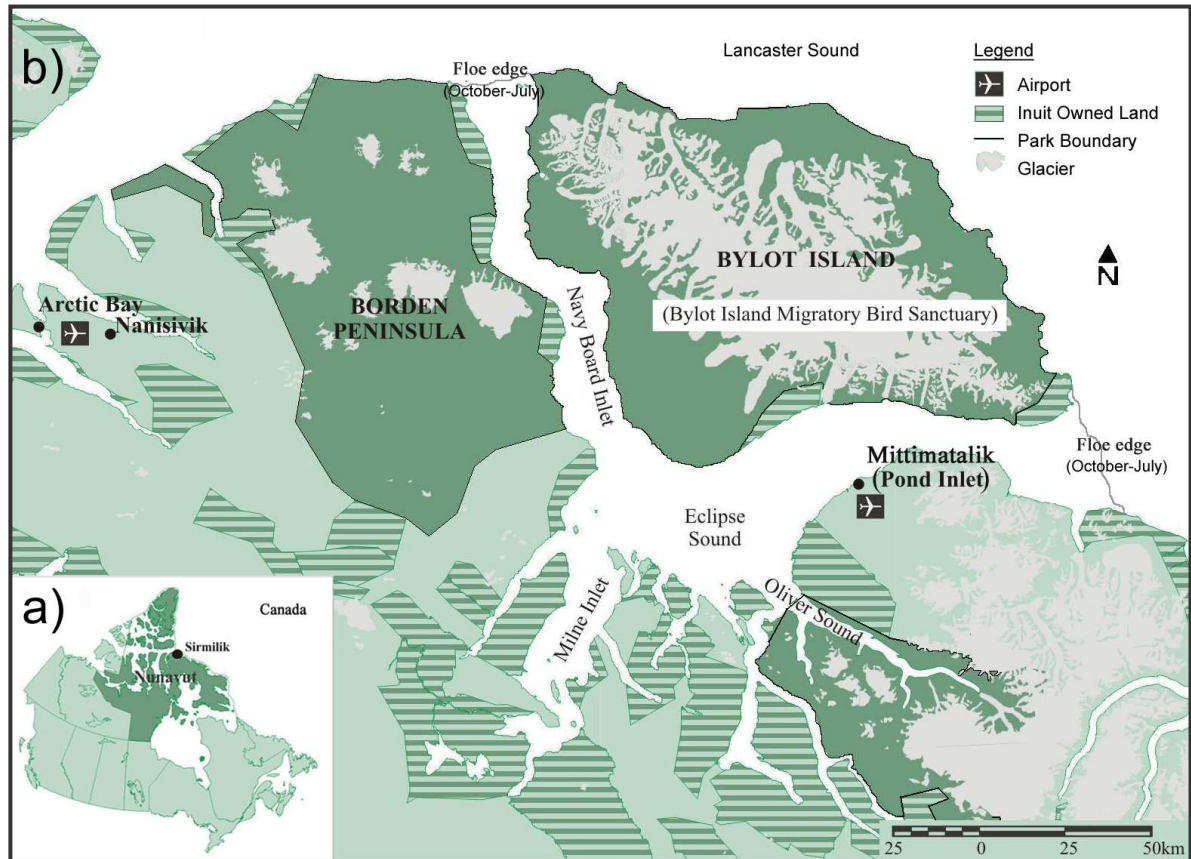 b)
Lancaster Sound
Floe edge
(October-July)
Legend
Airport
Inuit Owned Land
Park Boundary
Glacier
N
BYLOT ISLAND
(Bylot Island Migratory Bird Sanctuary)
Arctic Bay
Nanisivik
BORDEN
PENINSULA
Navy Board Inlet
Floe edge
(October-July)
Mittimatalik
(Pond Inlet)
Eclipse
Sound
Oliver Sound
Milne Inlet
a)
Canada
Sirmilik
Nunavut
25 0 25 50km